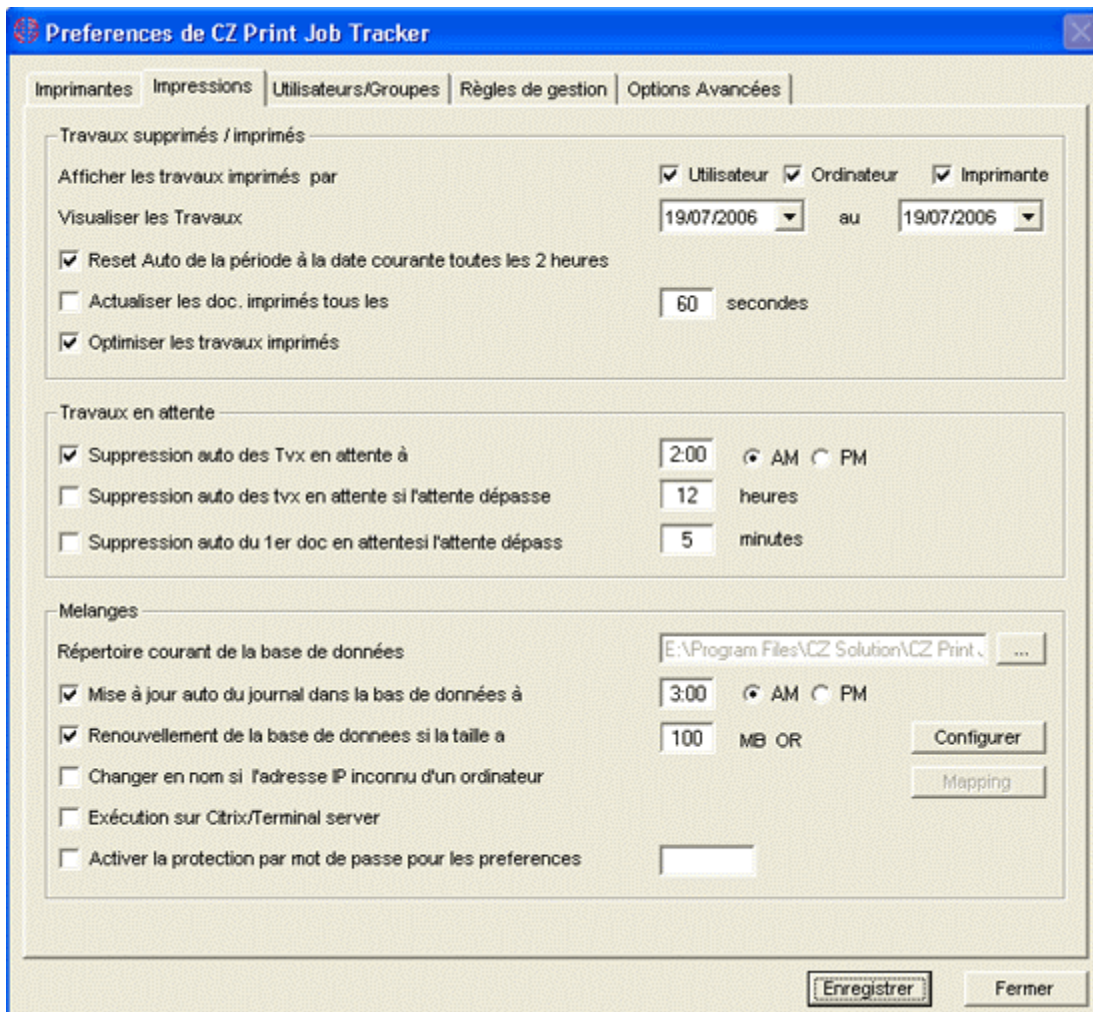 Preferences de CZ Print Job Tracker
Imprimantes Impressions Utilisateurs/Groupes Règles de gestion Options Avancées
Travaux supprimés / imprimés
Afficher les travaux imprimés par Utilisateur Ordinateur Imprimante
Visualiser les Travaux 19/07/2006 au 19/07/2006
Reset Auto de la période à la date courante toutes les 2 heures
Actualiser les doc. imprimés tous les 60 secondes
Optimiser les travaux imprimés
Travaux en attente
Suppression auto des Tvx en attente à 2:00 AM PM
Suppression auto des tvx en attente si l'attente dépasse 12 heures
Suppression auto du 1er doc en attentesi l'attente dépass 5 minutes
Melanges
Répertoire courant de la base de données E:\Program Files\CZ Solution\CZ Print J ...
Mise à jour auto du journal dans la bas de données à 3:00 AM PM
Renouvellement de la base de donnees si la taille a 100 MB OR Configurer
Changer en nom si l'adresse IP inconnu d'un ordinateur Mapping
Exécution sur Citrix/Terminal server
Activer la protection par mot de passe pour les preferences
Enregistrer Fermer